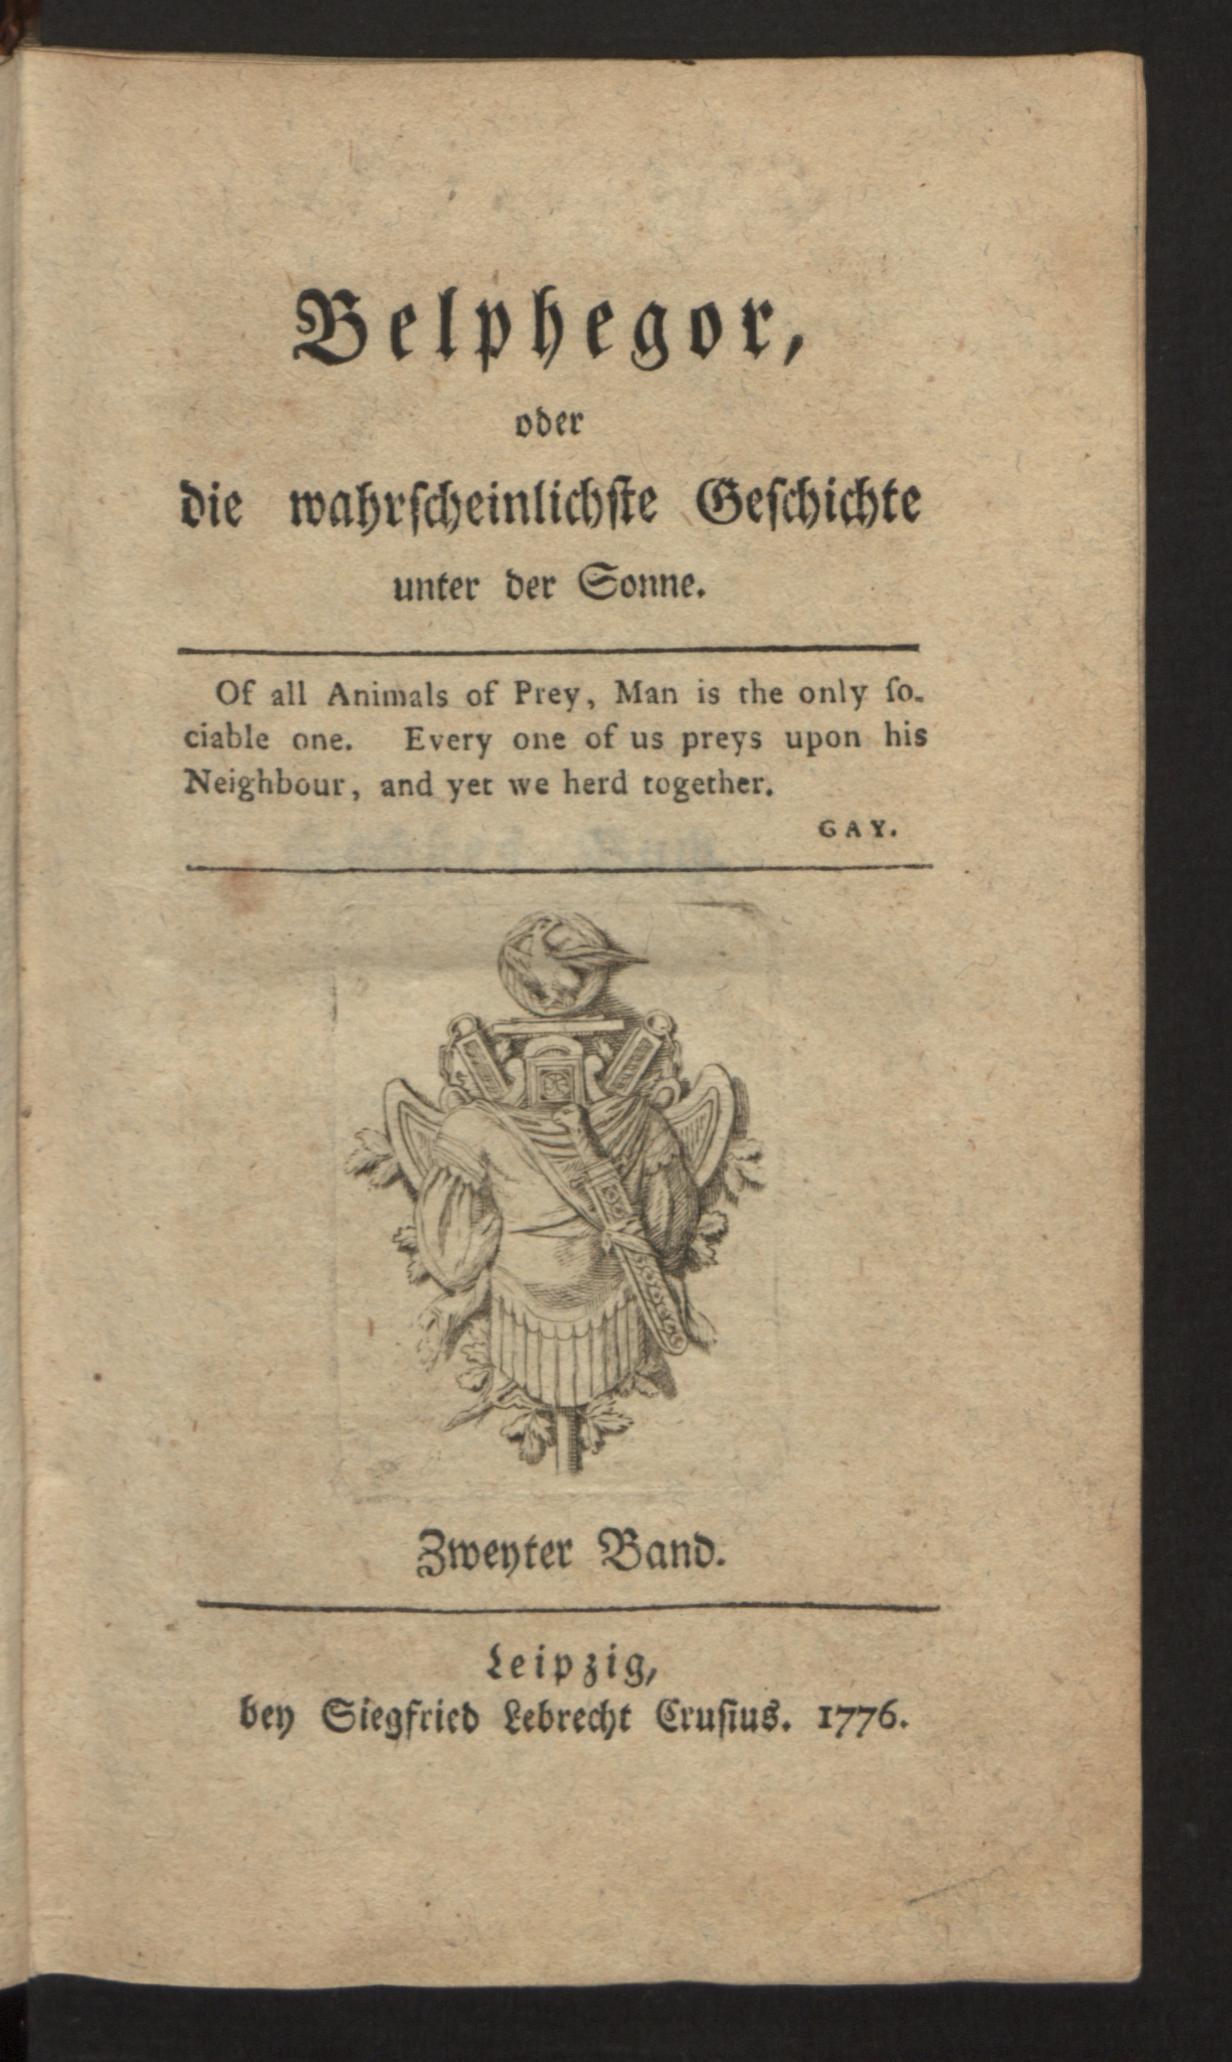 Belphegor,
oder
die wahrſcheinlichſte Geſchichte
unter der Sonne.
Of all Animals of Prey, Man is the only ſo-
ciable one. Every one of us preys upon his
Neighbour, and yet we herd together.
GAY.
Zweyter Band.
Leipzig,
bey Siegfried Lebrecht Cruſius. 1776.